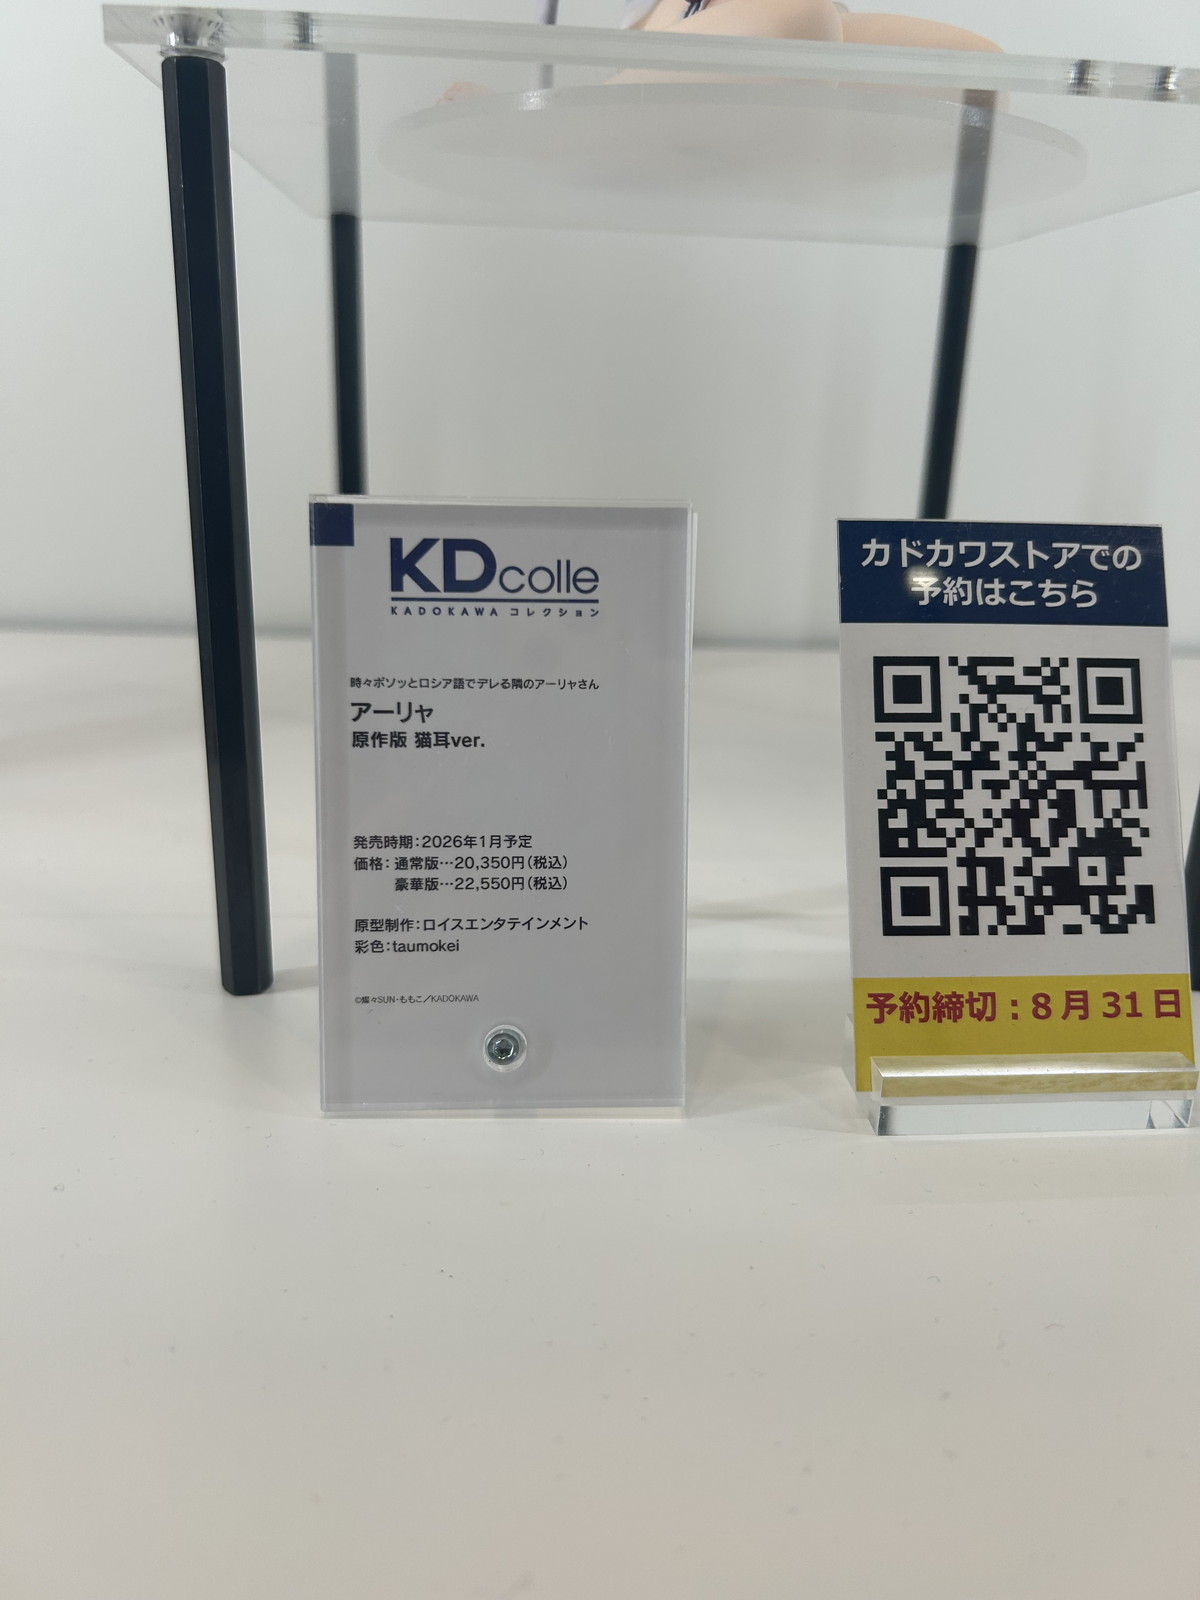 KDcolle
KADOKAWA コレクション
時々ボソッとロシア語でデレる隣のアーリャさん
アーリャ
原作版 猫耳ver.
発売時期：2026年1月予定
価格：通常版…20,350円（税込）
豪華版…22,550円（税込）
原型制作：ロイスエンタテインメント
彩色：taumokei
©燦々SUN・ももこ／KADOKAWA
カドカワストアでの
予約はこちら
予約締切：8月31日